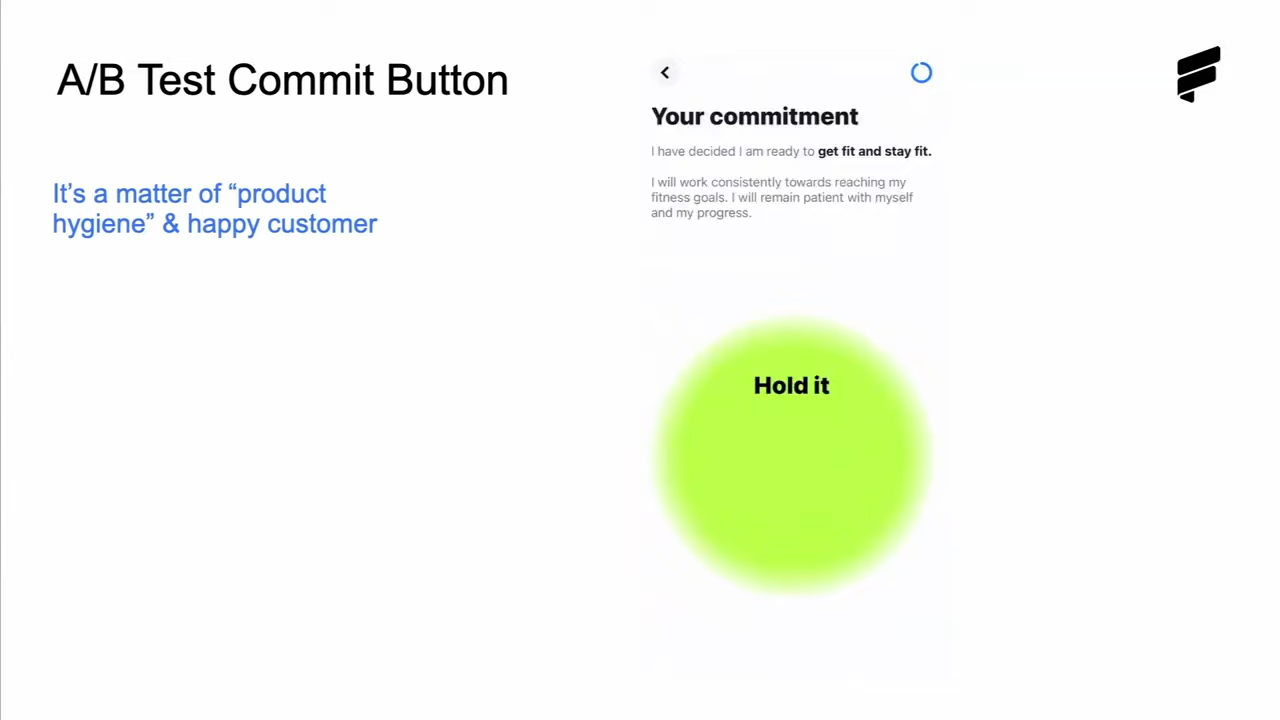 A/B Test Commit Button
It's a matter of “product
hygiene” & happy customer
Your commitment
I have decided I am ready to get fit and stay fit.
I will work consistently towards reaching my
fitness goals. I will remain patient with myself
and my progress.
Hold it